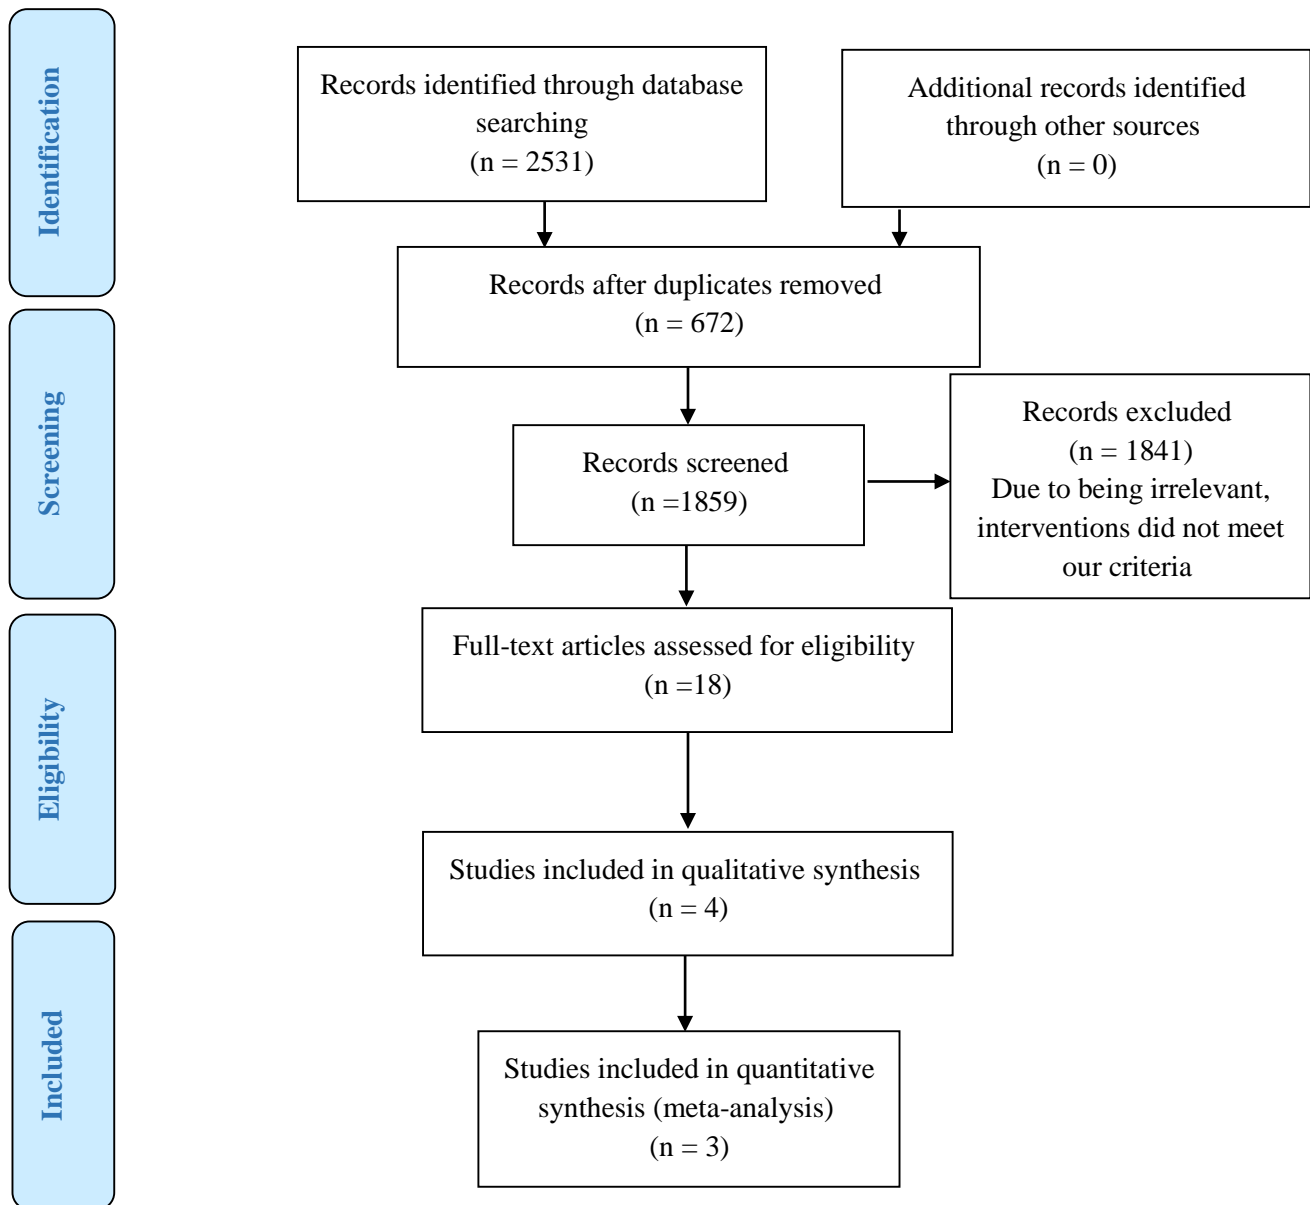 Identification
Records identified through database
searching
(n = 2531)
Additional records identified
through other sources
(n = 0)
Records after duplicates removed
(n = 672)
Screening
Records screened
(n =1859)
Records excluded
(n = 1841)
Due to being irrelevant,
interventions did not meet
our criteria
Eligibility
Full-text articles assessed for eligibility
(n =18)
Studies included in qualitative synthesis
(n = 4)
Included
Studies included in quantitative
synthesis (meta-analysis)
(n = 3)